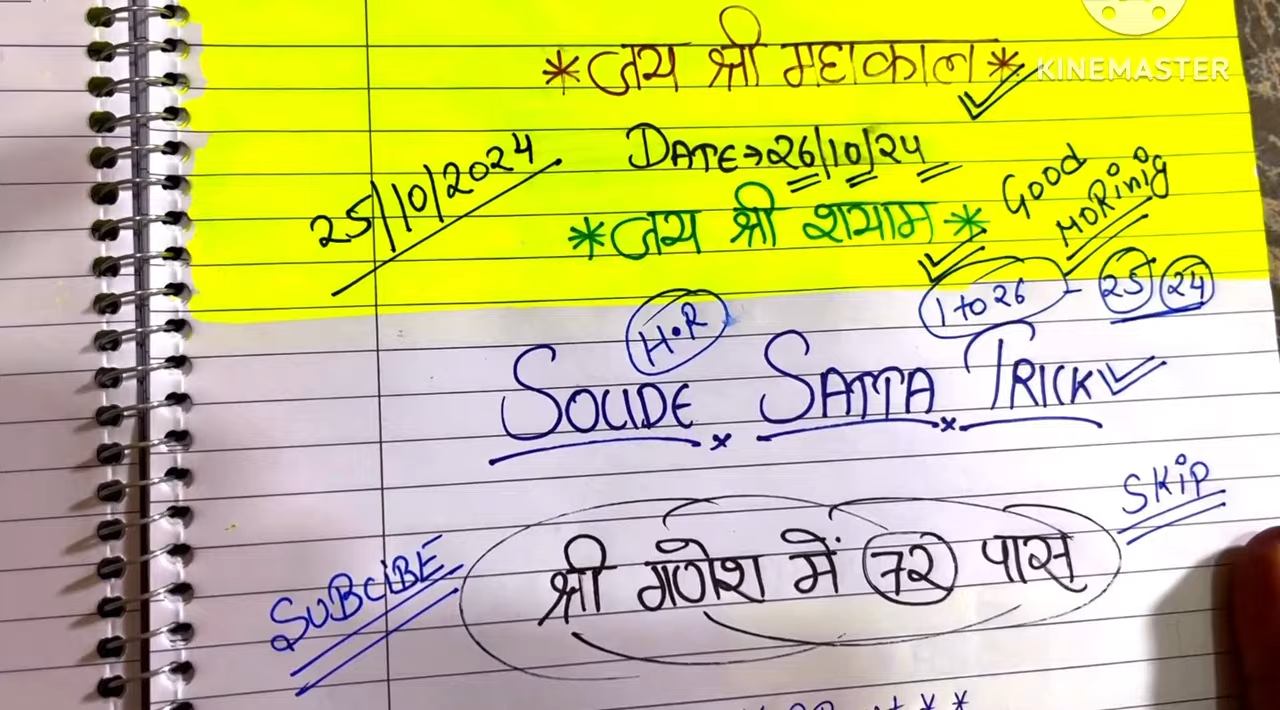 *जय श्री महाकाल*
KINEMASTER
DATE→26/10/24
25/10/2024
GOOD
MORiniG
*जय श्री शयाम*
1 to 26 - 25 24
H.R
SOLIDE x SATTA x TRICK
SKiP
श्री गणेश में 72 पास
SUBCIBE